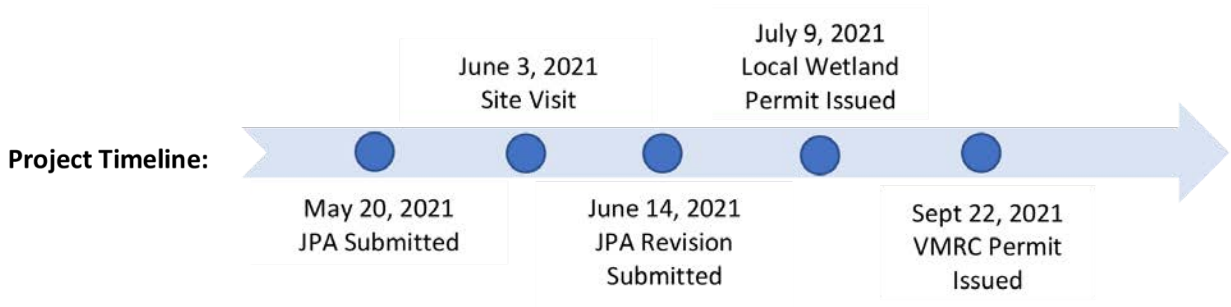 Project Timeline:
May 20, 2021
JPA Submitted
June 3, 2021
Site Visit
June 14, 2021
JPA Revision
Submitted
July 9, 2021
Local Wetland
Permit Issued
Sept 22, 2021
VMRC Permit
Issued